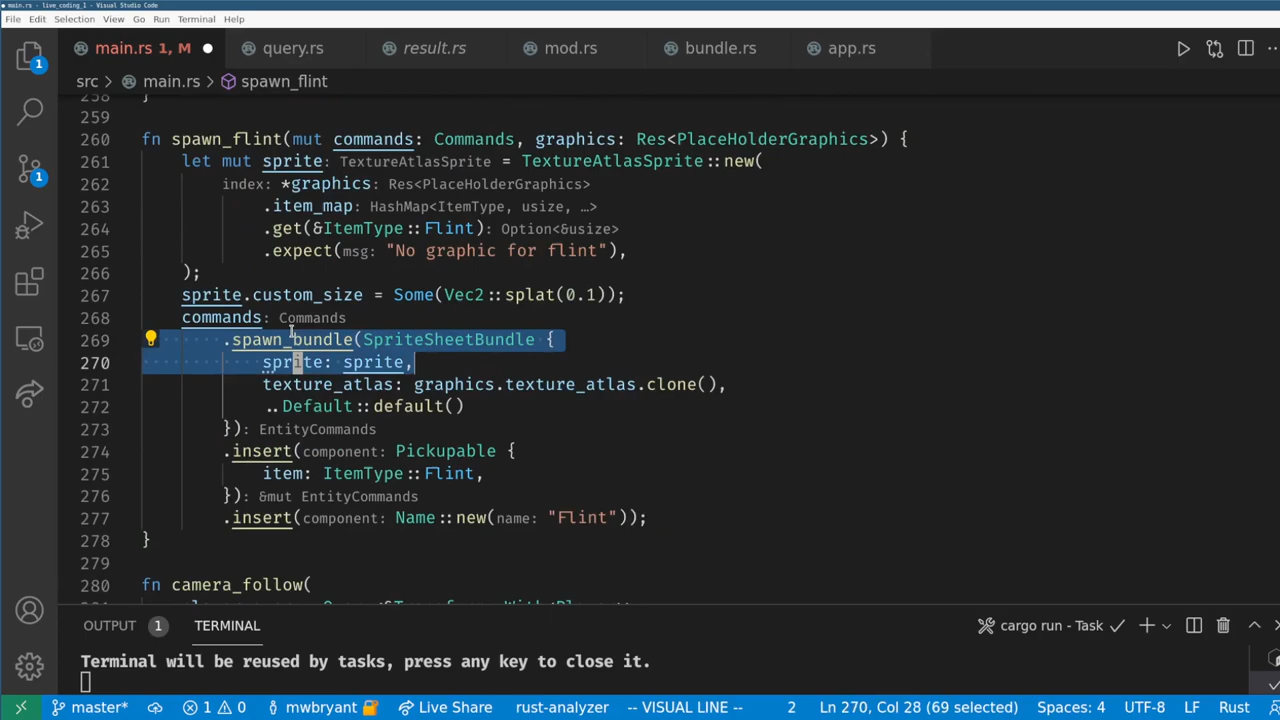 main.rs - live_coding_1 - Visual Studio Code
File Edit Selection View Go Run Terminal Help
main.rs 1, M query.rs result.rs mod.rs bundle.rs app.rs
src > main.rs > spawn_flint
258 }
259
260 fn spawn_flint(mut commands: Commands, graphics: Res<PlaceHolderGraphics>) {
261 let mut sprite: TextureAtlasSprite = TextureAtlasSprite::new(
262 index: *graphics: Res<PlaceHolderGraphics>
263 .item_map: HashMap<ItemType, usize, …>
264 .get(&ItemType::Flint): Option<&usize>
265 .expect(msg: "No graphic for flint"),
266 );
267 sprite.custom_size = Some(Vec2::splat(0.1));
268 commands: Commands
269 .spawn_bundle(SpriteSheetBundle {
270 sprite: sprite,
271 texture_atlas: graphics.texture_atlas.clone(),
272 ..Default::default()
273 }): EntityCommands
274 .insert(component: Pickupable {
275 item: ItemType::Flint,
276 }): &mut EntityCommands
277 .insert(component: Name::new(name: "Flint"));
278 }
279
280 fn camera_follow(
OUTPUT 1 TERMINAL cargo run - Task
Terminal will be reused by tasks, press any key to close it.
master* 1 0 mwbryant Live Share rust-analyzer -- VISUAL LINE -- 2 Ln 270, Col 28 (69 selected) Spaces: 4 UTF-8 LF Rust